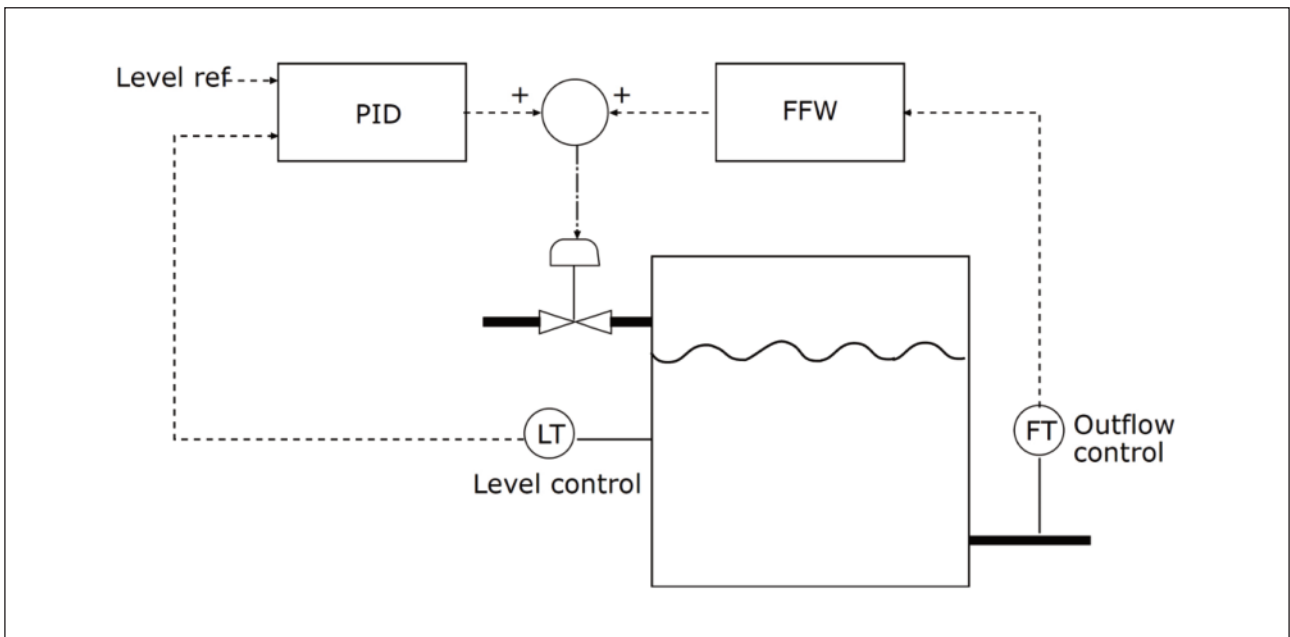 Level ref
PID
+
+
FFW
LT
Level control
FT
Outflow
control